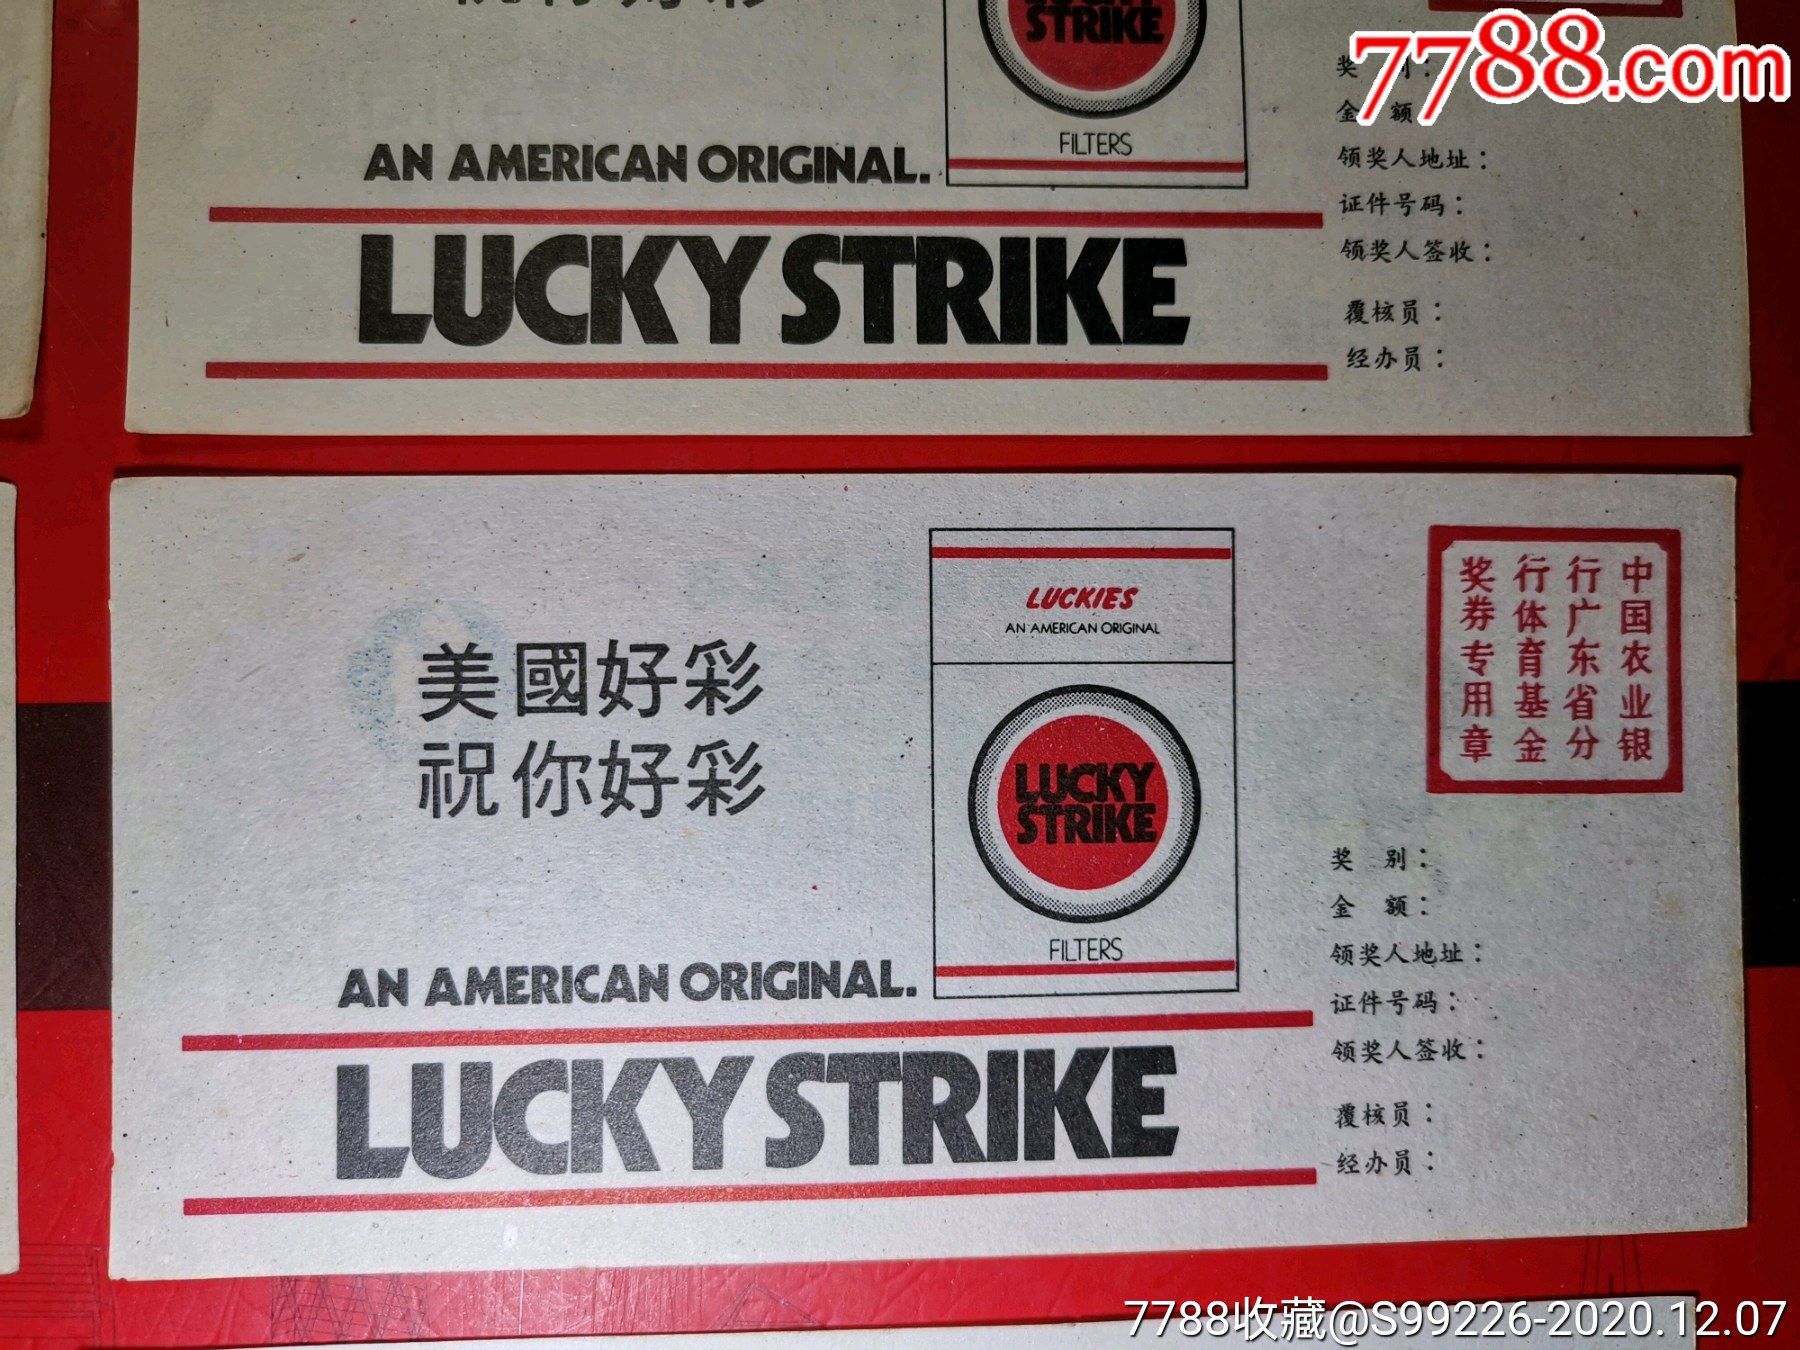 STRIKE
FILTERS
AN AMERICAN ORIGINAL.
LUCKY STRIKE
7788.com
奖 别：
金 额
领奖人地址：
证件号码：
领奖人签收：
覆核员：
经办员：
美國好彩
祝你好彩
LUCKIES
AN AMERICAN ORIGINAL
LUCKY
STRIKE
FILTERS
AN AMERICAN ORIGINAL.
LUCKY STRIKE
中国农业银
行广东省分
行体育基金
奖券专用章
奖 别：
金 额：
领奖人地址：
证件号码：
领奖人签收：
覆核员：
经办员：
7788收藏@S99226-2020.12.07